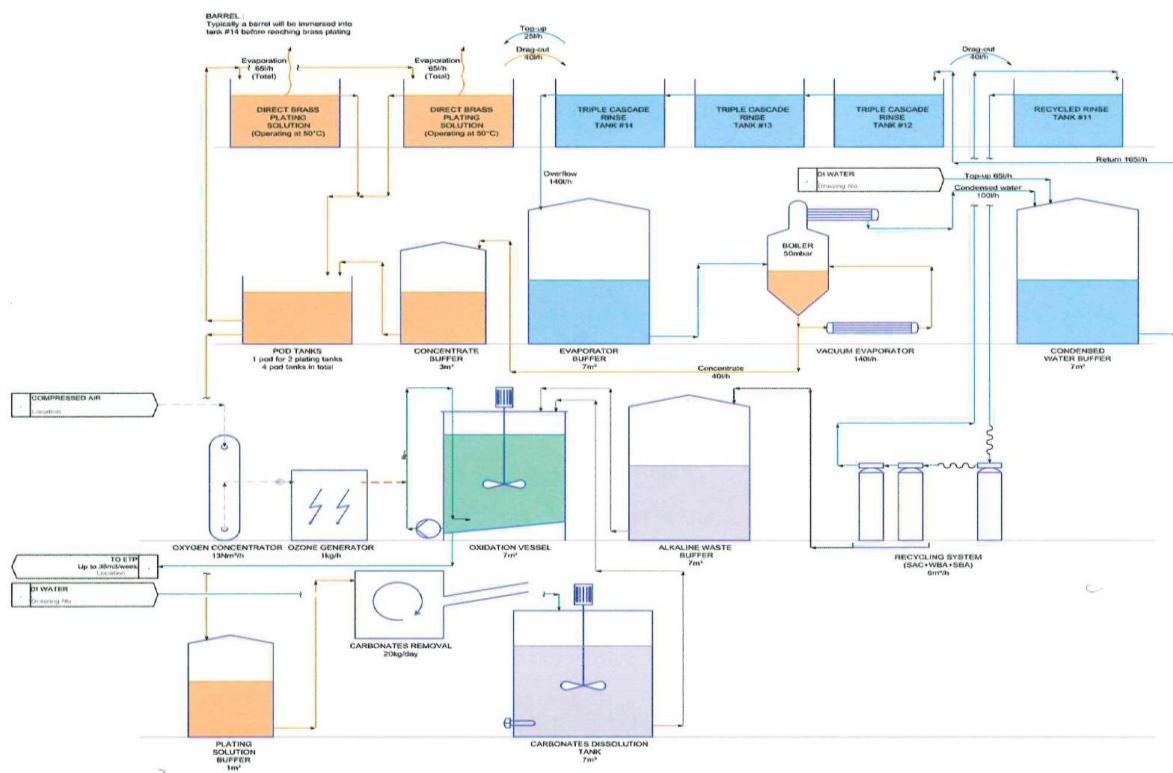 BARREL :
Typically a barrel will be immersed into
tank #14 before reaching brass plating
Top-up
25l/h
Drag-out
40l/h
Drag-out
40l/h
Evaporation
65l/h
(Total)
Evaporation
65l/h
(Total)
DIRECT BRASS
PLATING
SOLUTION
(Operating at 50°C)
DIRECT BRASS
PLATING
SOLUTION
(Operating at 50°C)
TRIPLE CASCADE
RINSE
TANK #14
TRIPLE CASCADE
RINSE
TANK #13
TRIPLE CASCADE
RINSE
TANK #12
RECYCLED RINSE
TANK #11
Return 165l/h
Overflow
140l/h
DI WATER
Drawing No.
Top-up 65l/h
Condensed water
100l/h
BOILER
50mbar
POD TANKS
1 pod for 2 plating tanks
4 pod tanks in total
CONCENTRATE
BUFFER
3m³
EVAPORATOR
BUFFER
7m³
VACUUM EVAPORATOR
140l/h
CONDENSED
WATER BUFFER
7m³
Concentrate
40l/h
COMPRESSED AIR
Location
OXYGEN CONCENTRATOR
13Nm³/h
OZONE GENERATOR
1kg/h
OXIDATION VESSEL
7m³
ALKALINE WASTE
BUFFER
7m³
RECYCLING SYSTEM
(SAC+WBA+SBA)
6m³/h
TO ETP
Up to 36m3/week
Location
DI WATER
Drawing No.
CARBONATES REMOVAL
20kg/day
PLATING
SOLUTION
BUFFER
1m³
CARBONATES DISSOLUTION
TANK
7m³